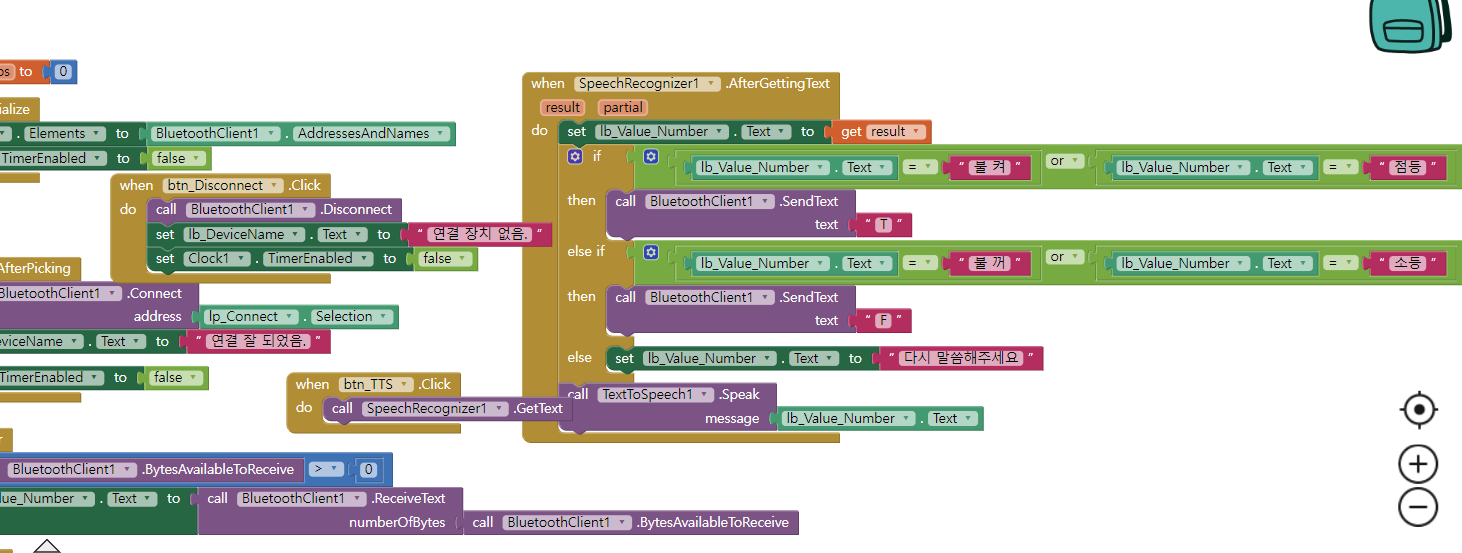 when SpeechRecognizer1 .AfterGettingText
result partial
do set lb_Value_Number . Text to get result
if lb_Value_Number . Text = " 불 켜 " or lb_Value_Number . Text = " 점등 "
then call BluetoothClient1 .SendText
text " T "
else if lb_Value_Number . Text = " 불 꺼 " or lb_Value_Number . Text = " 소등 "
then call BluetoothClient1 .SendText
text " F "
else set lb_Value_Number . Text to " 다시 말씀해주세요 "
call TextToSpeech1 .Speak
message lb_Value_Number . Text
to 0
ialize
. Elements to BluetoothClient1 . AddressesAndNames
TimerEnabled to false
when btn_Disconnect .Click
do call BluetoothClient1 .Disconnect
set lb_DeviceName . Text to " 연결 장치 없음. "
set Clock1 . TimerEnabled to false
AfterPicking
BluetoothClient1 .Connect
address lp_Connect . Selection
viceName . Text to " 연결 잘 되었음. "
TimerEnabled to false
when btn_TTS .Click
do call SpeechRecognizer1 .GetText
BluetoothClient1 .BytesAvailableToReceive > 0
lue_Number . Text to call BluetoothClient1 .ReceiveText
numberOfBytes call BluetoothClient1 .BytesAvailableToReceive